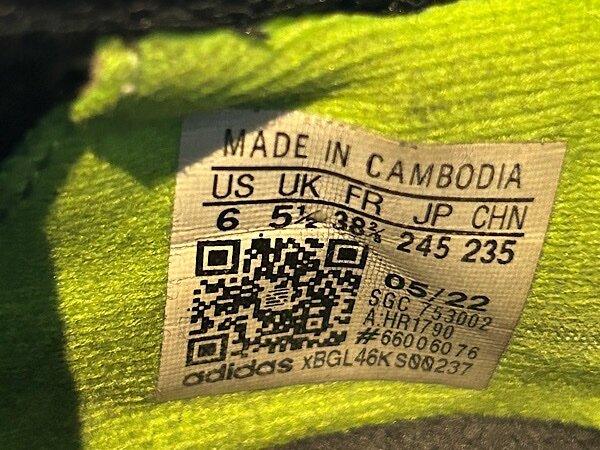 MADE IN CAMBODIA
US UK FR JP CHN
6 5½ 38⅔ 245 235
05/22
SGC 753002
A:HR1790
#66006076
adidas xBGL46KS00237